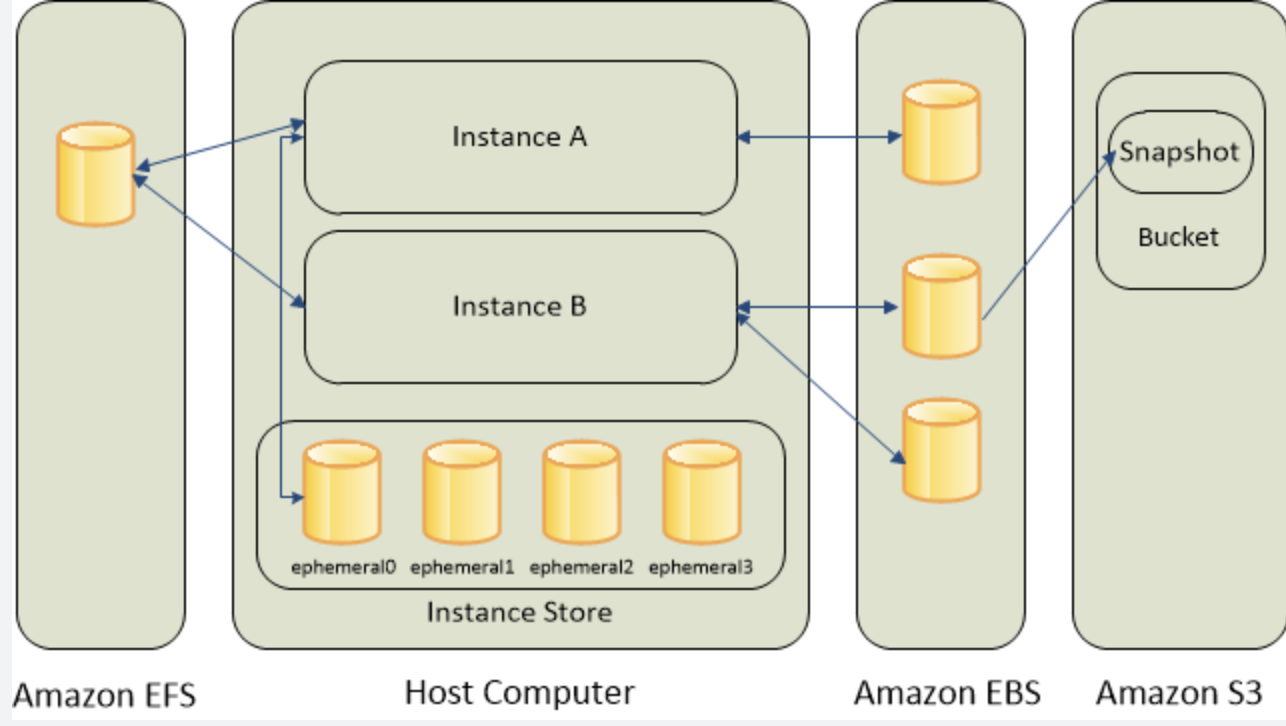 Instance A
Snapshot
Bucket
Instance B
ephemeral0 ephemeral1 ephemeral2 ephemeral3
Instance Store
Amazon EFS Host Computer Amazon EBS Amazon S3